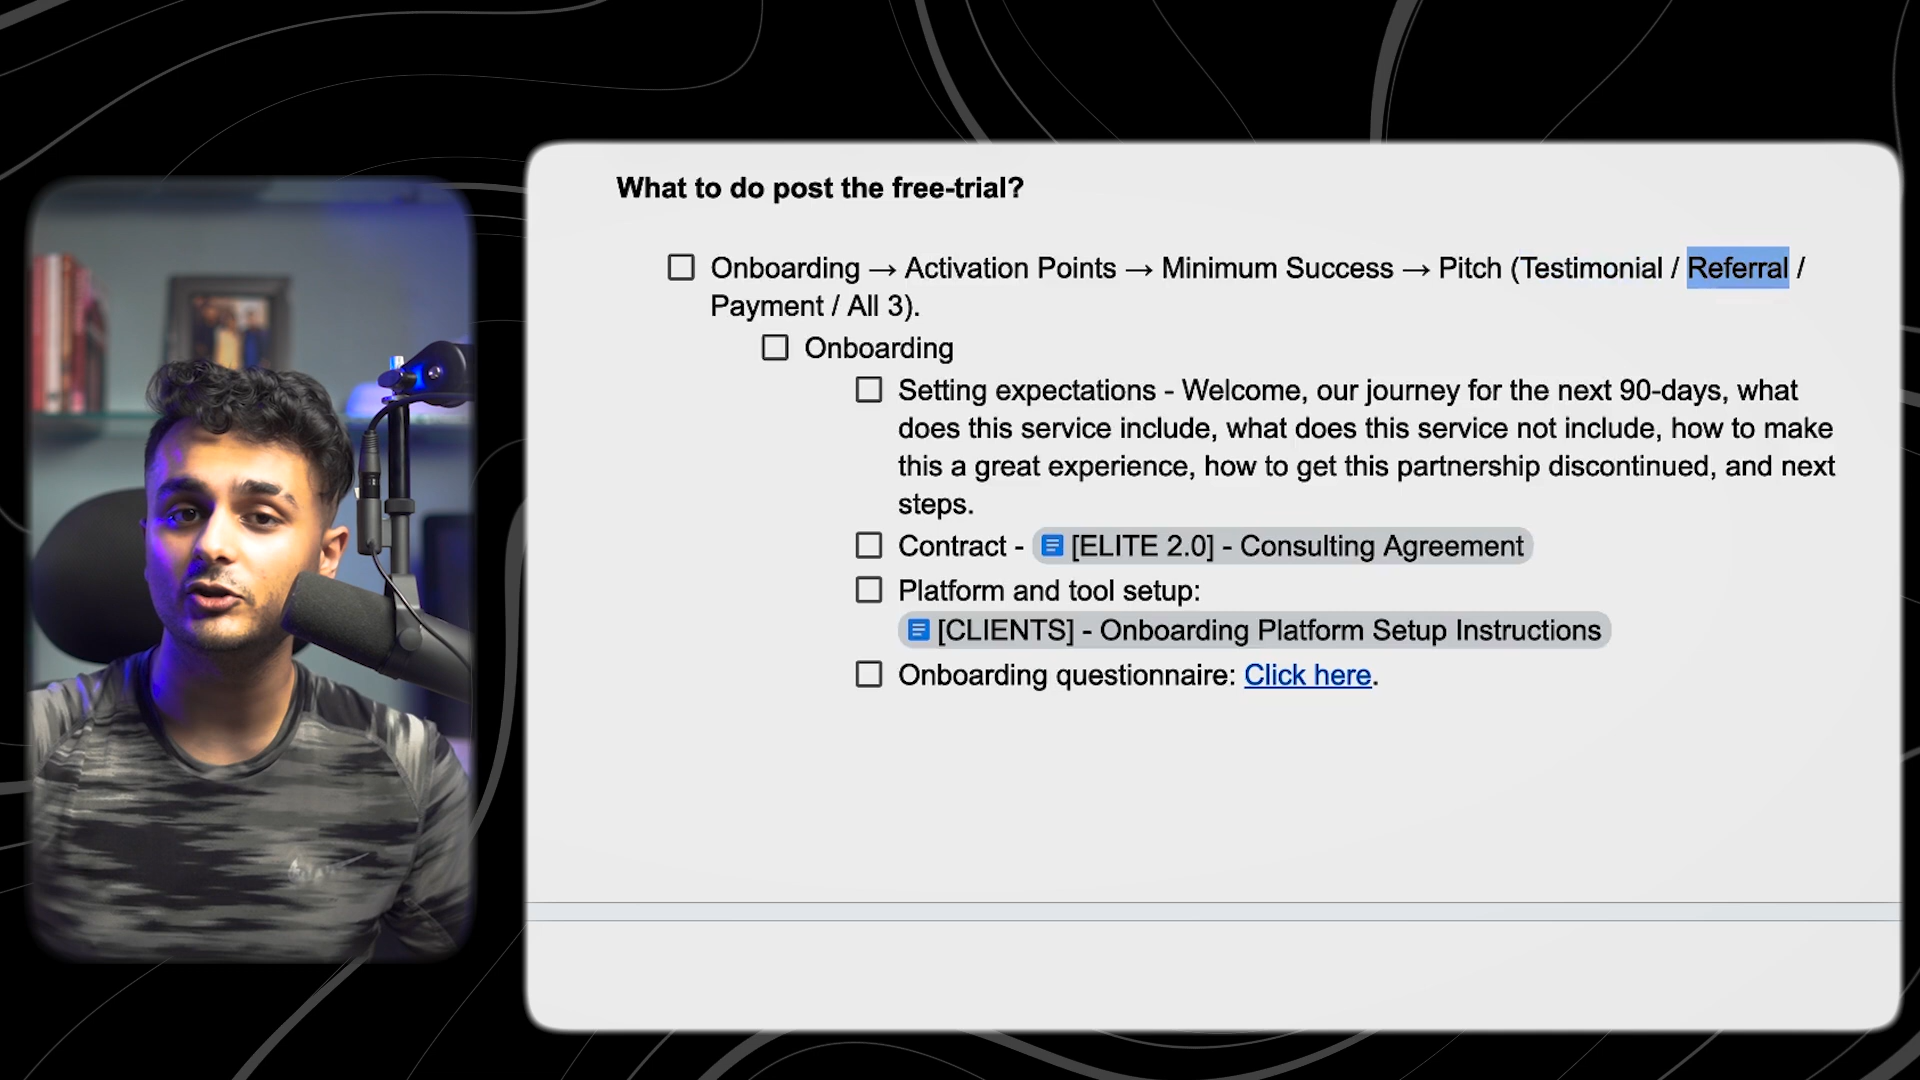 What to do post the free-trial?
Onboarding → Activation Points → Minimum Success → Pitch (Testimonial / Referral /
Payment / All 3).
Onboarding
Setting expectations - Welcome, our journey for the next 90-days, what
does this service include, what does this service not include, how to make
this a great experience, how to get this partnership discontinued, and next
steps.
Contract - [ELITE 2.0] - Consulting Agreement
Platform and tool setup:
[CLIENTS] - Onboarding Platform Setup Instructions
Onboarding questionnaire: Click here.